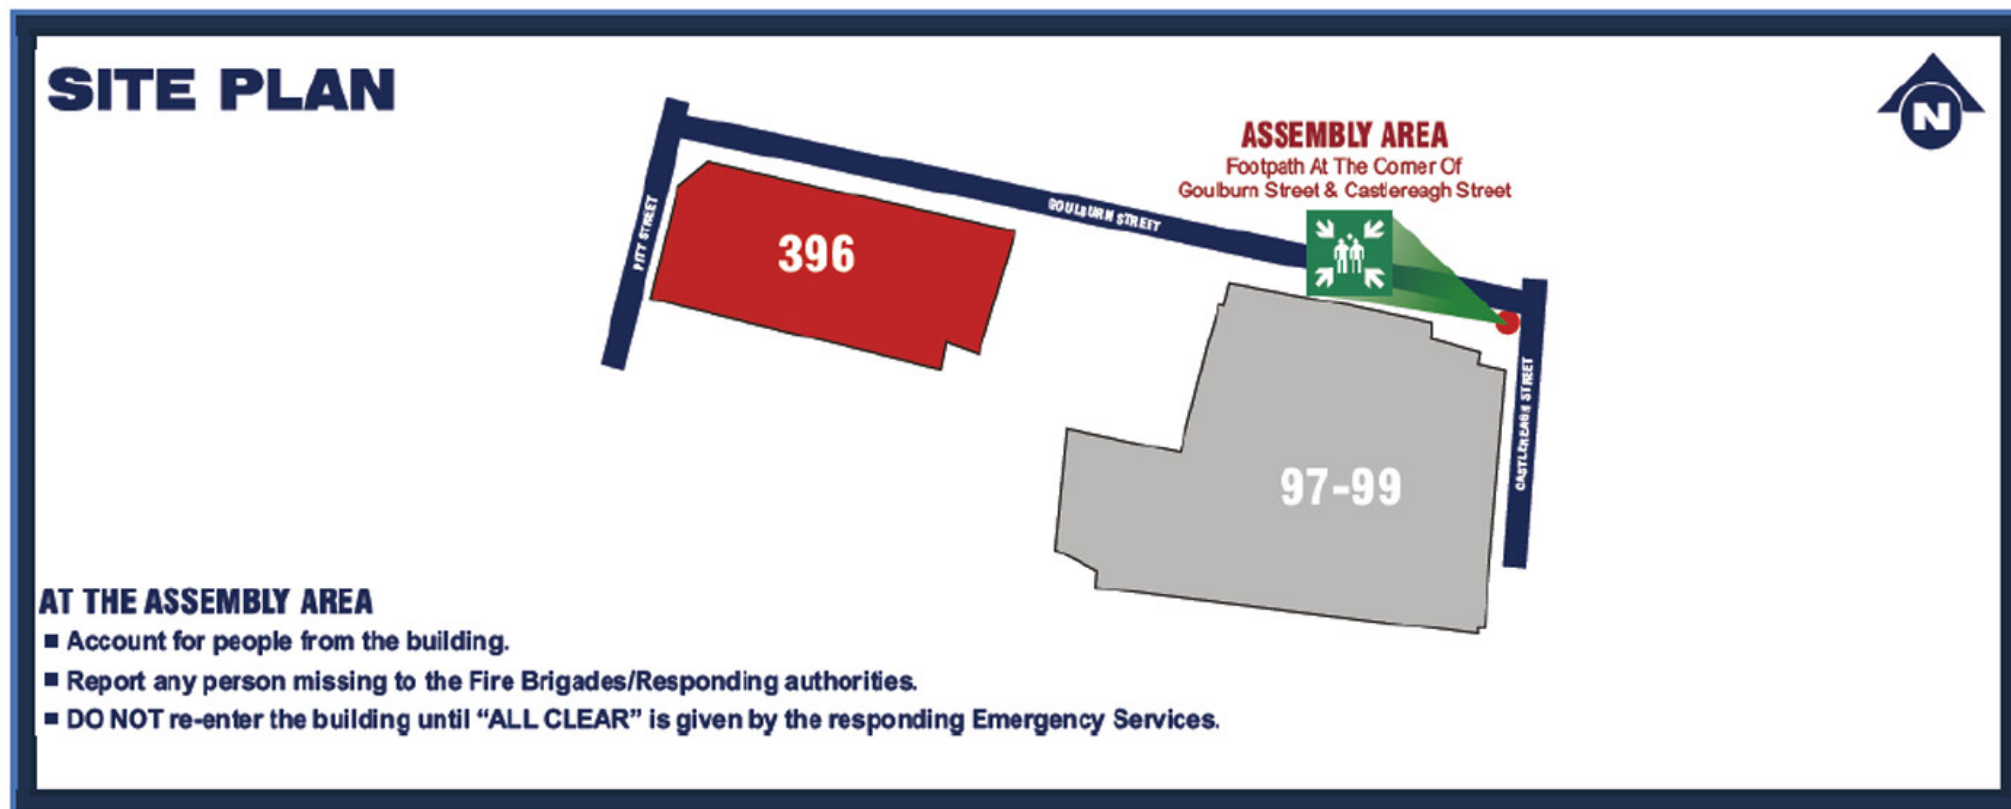 SITE PLAN
N
ASSEMBLY AREA
Footpath At The Corner Of
Goulburn Street & Castlereagh Street
PITT STREET
GOULBURN STREET
396
CASTLEREAGH STREET
97-99
AT THE ASSEMBLY AREA
■ Account for people from the building.
■ Report any person missing to the Fire Brigades/Responding authorities.
■ DO NOT re-enter the building until “ALL CLEAR” is given by the responding Emergency Services.